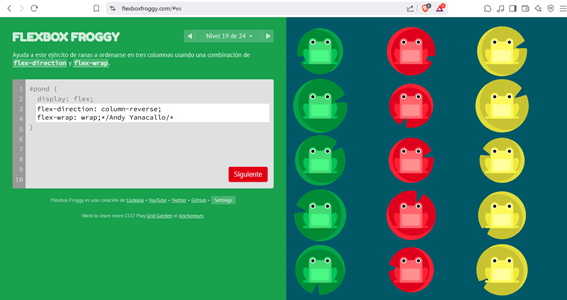 flexboxfroggy.com/#es
FLEXBOX FROGGY
Nivel 19 de 24
Ayuda a este ejército de ranas a ordenarse en tres columnas usando una combinación de
flex-direction y flex-wrap.
1 #pond {
2 display: flex;
3 flex-direction: column-reverse;
4 flex-wrap: wrap;*/Andy Yanacallo/*
5 }
6
7
8
9
10
Siguiente
Flexbox Froggy es una creación de Codepip • YouTube • Twitter • GitHub • Settings
Want to learn more CSS? Play Grid Garden or Anchoreum.